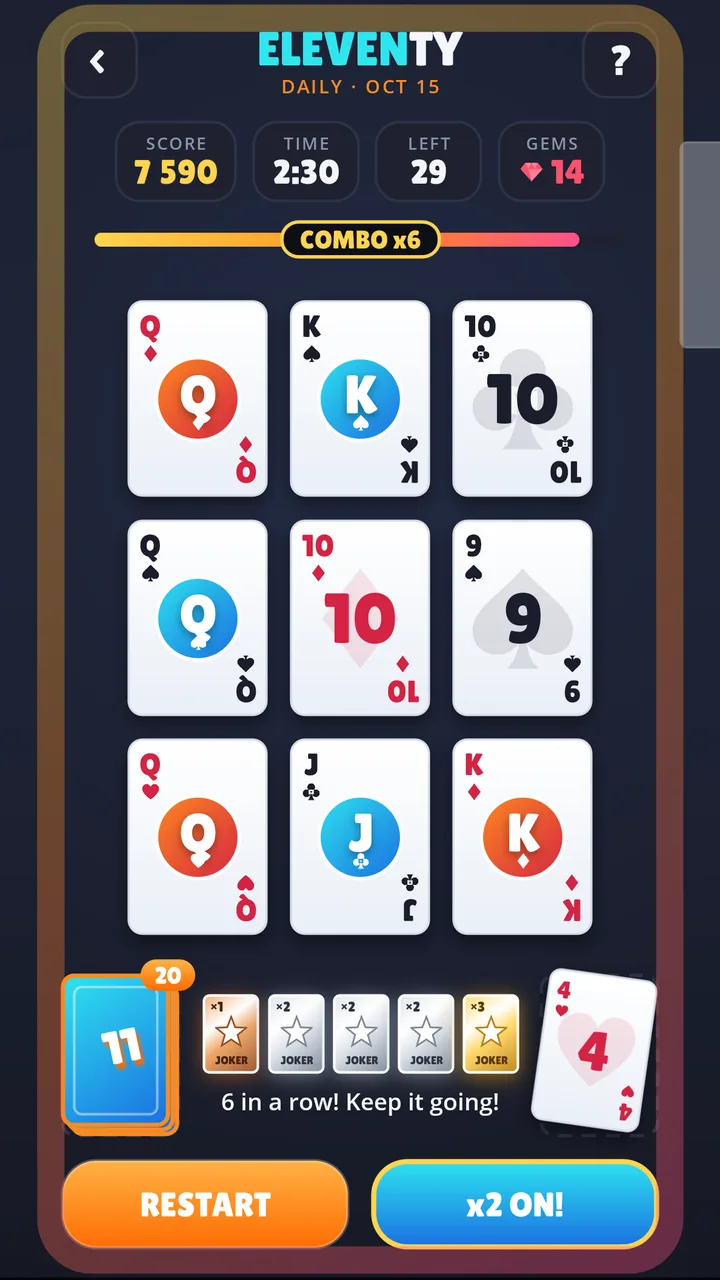 ELEVENTY
DAILY · OCT 15
?
SCORE
7 590
TIME
2:30
LEFT
29
GEMS
14
COMBO x6
Q
Q
Q
K
K
K
10
10
10
Q
Q
Q
10
10
10
9
9
9
Q
Q
Q
J
J
J
K
K
K
20
11
×1
JOKER
×2
JOKER
×2
JOKER
×2
JOKER
×3
JOKER
4
4
4
6 in a row! Keep it going!
RESTART
x2 ON!